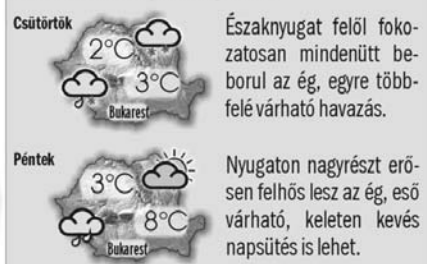 Csütörtök
2°C
3°C
Bukarest
Északnyugat felől foko-
zatosan mindenütt be-
borul az ég, egyre több-
felé várható havazás.
Péntek
3°C
8°C
Bukarest
Nyugaton nagyrészt erő-
sen felhős lesz az ég, eső
várható, keleten kevés
napsütés is lehet.